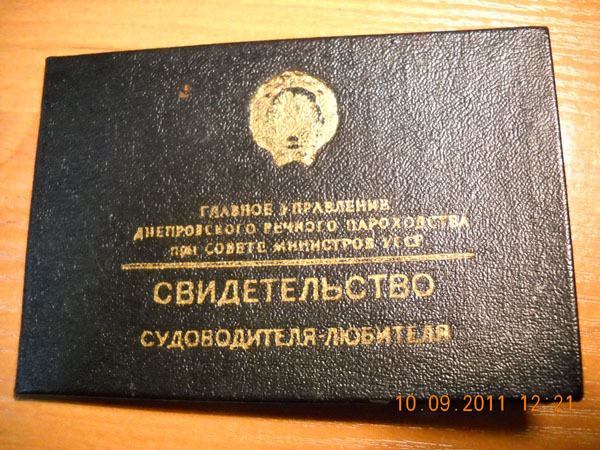 ГЛАВНОЕ УПРАВЛЕНИЕ
ДНЕПРОВСКОГО РЕЧНОГО ПАРОХОДСТВА
ПРИ СОВЕТЕ МИНИСТРОВ УССР
СВИДЕТЕЛЬСТВО
СУДОВОДИТЕЛЯ-ЛЮБИТЕЛЯ
10.09.2011 12:21